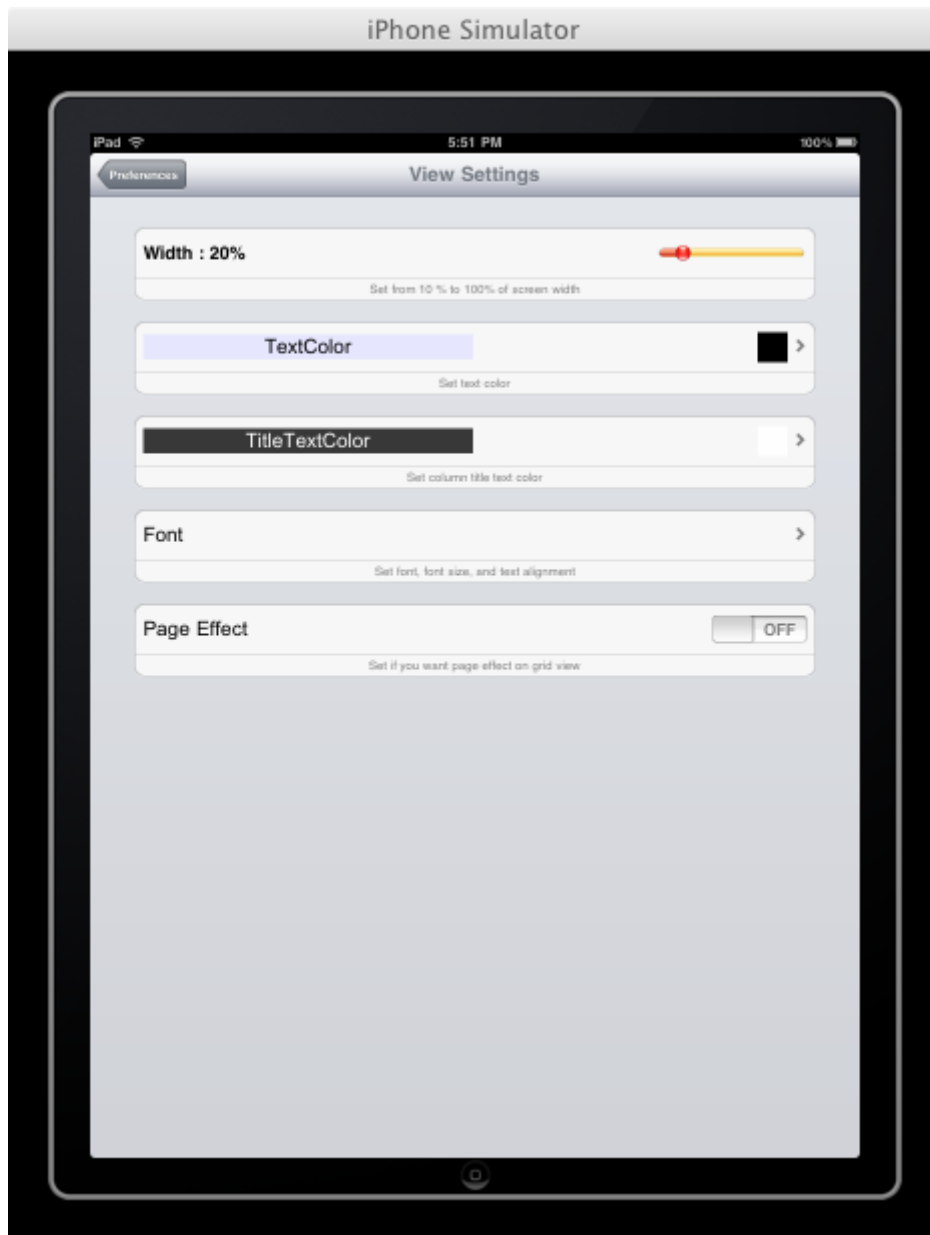 iPhone Simulator
iPad 5:51 PM 100%
Preferences View Settings
Width : 20%
Set from 10 % to 100% of screen width
TextColor
Set text color
TitleTextColor
Set column title text color
Font
Set font, font size, and text alignment
Page Effect OFF
Set if you want page effect on grid view